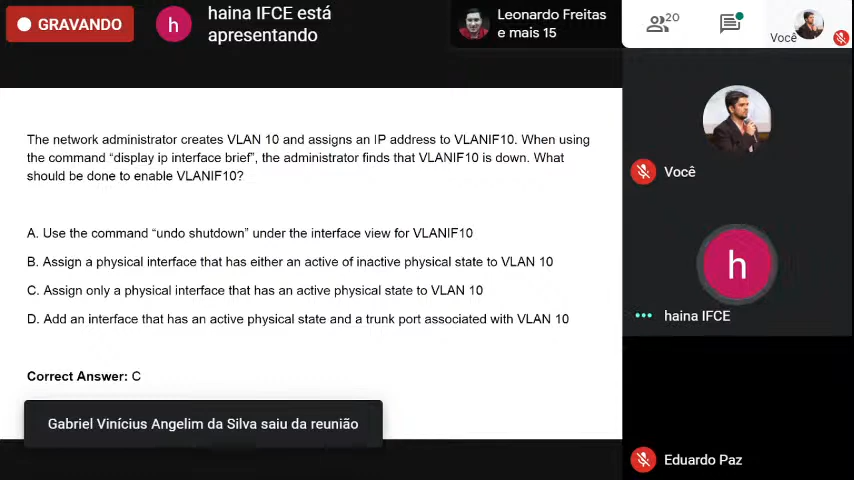 GRAVANDO
h
haina IFCE está
apresentando
Leonardo Freitas
e mais 15
20
Você
The network administrator creates VLAN 10 and assigns an IP address to VLANIF10. When using
the command “display ip interface brief”, the administrator finds that VLANIF10 is down. What
should be done to enable VLANIF10?
A. Use the command “undo shutdown” under the interface view for VLANIF10
B. Assign a physical interface that has either an active of inactive physical state to VLAN 10
C. Assign only a physical interface that has an active physical state to VLAN 10
D. Add an interface that has an active physical state and a trunk port associated with VLAN 10
Correct Answer: C
Gabriel Vinícius Angelim da Silva saiu da reunião
Você
h
haina IFCE
Eduardo Paz